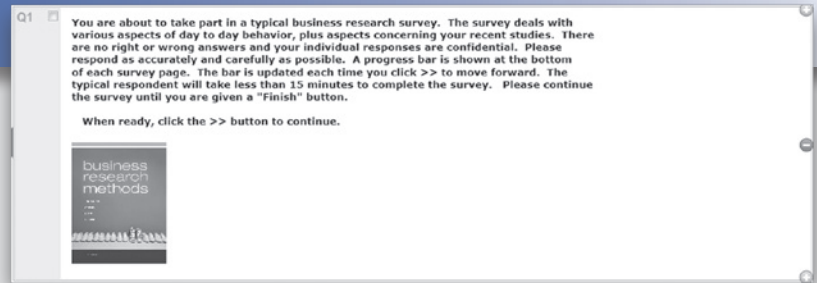 Q1
You are about to take part in a typical business research survey. The survey deals with
various aspects of day to day behavior, plus aspects concerning your recent studies. There
are no right or wrong answers and your individual responses are confidential. Please
respond as accurately and carefully as possible. A progress bar is shown at the bottom
of each survey page. The bar is updated each time you click >> to move forward. The
typical respondent will take less than 15 minutes to complete the survey. Please continue
the survey until you are given a "Finish" button.
When ready, click the >> button to continue.
business
research
methods